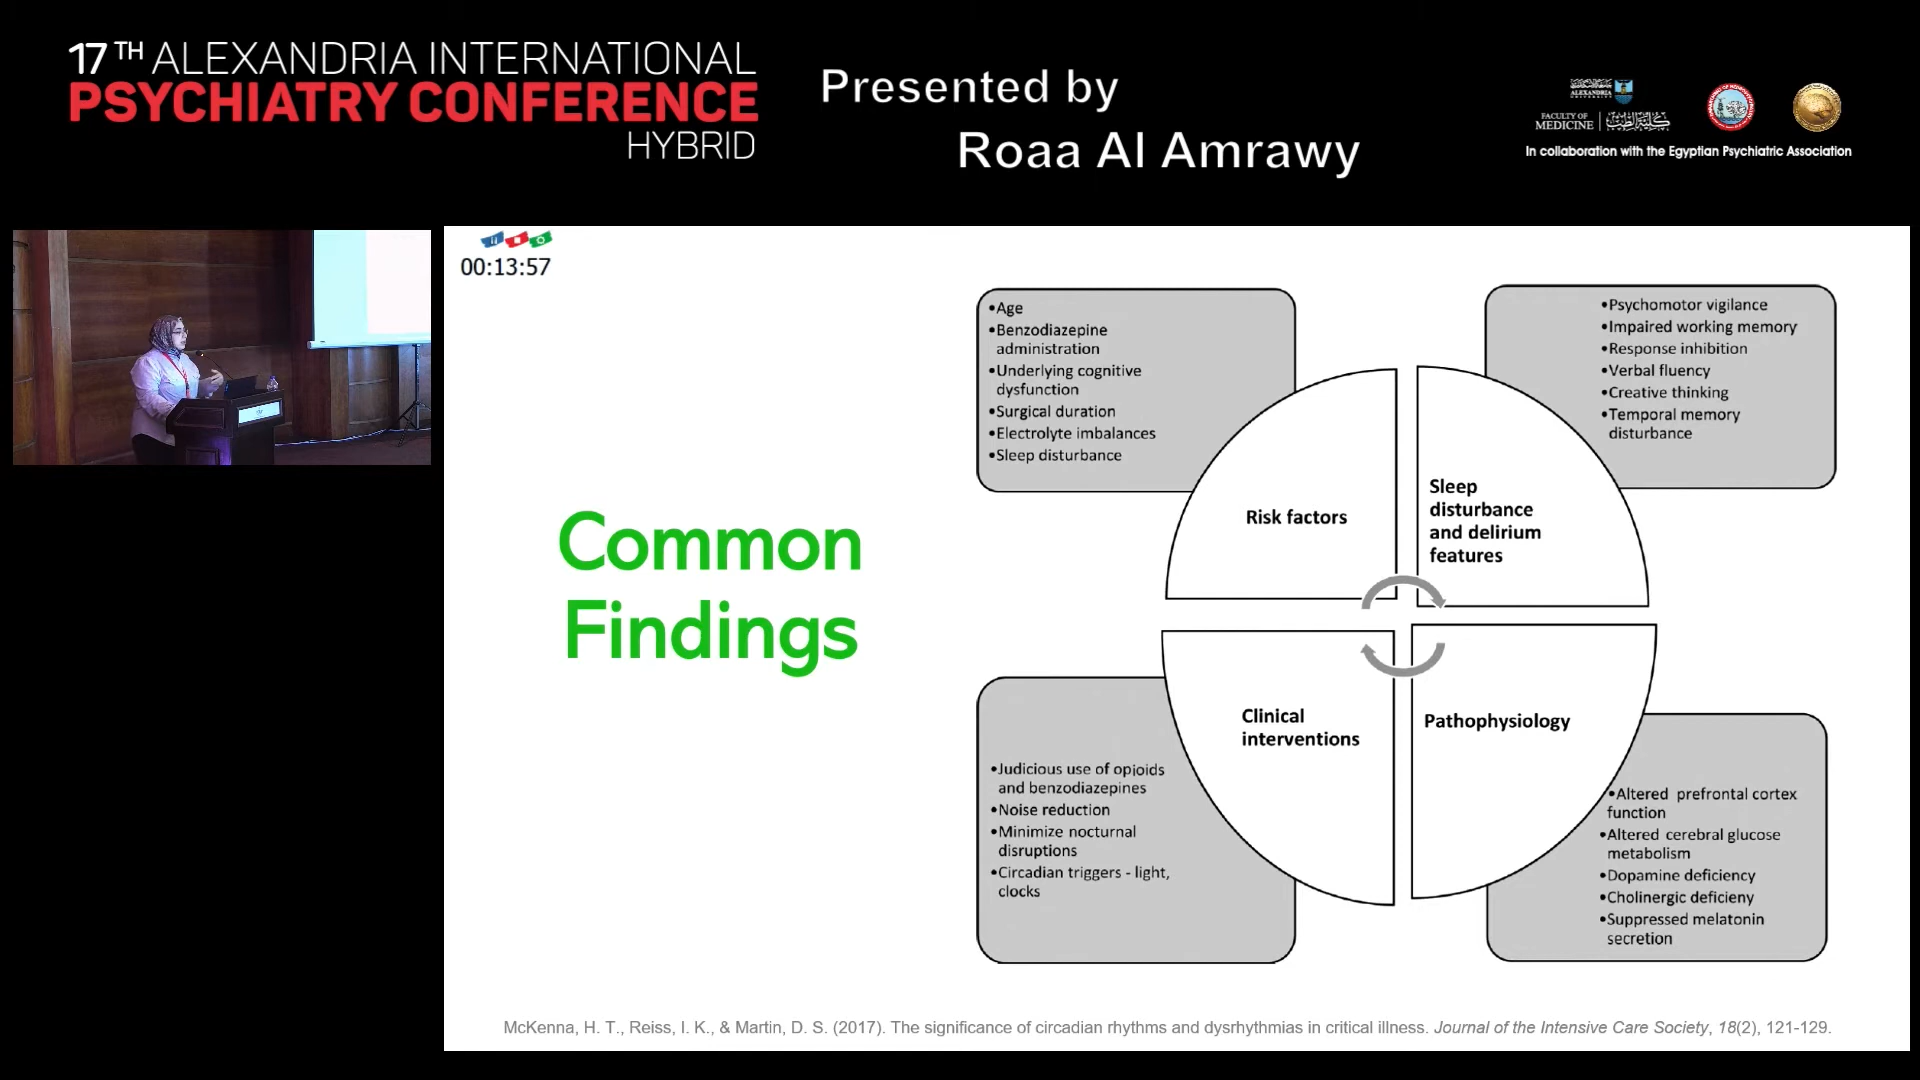 17TH ALEXANDRIA INTERNATIONAL
PSYCHIATRY CONFERENCE
HYBRID
Presented by
Roaa Al Amrawy
ALEXANDRIA
FACULTY OF
MEDICINE
كلية الطب
In collaboration with the Egyptian Psychiatric Association
00:13:57
Common
Findings
•Age
•Benzodiazepine
administration
•Underlying cognitive
dysfunction
•Surgical duration
•Electrolyte imbalances
•Sleep disturbance
•Psychomotor vigilance
•Impaired working memory
•Response inhibition
•Verbal fluency
•Creative thinking
•Temporal memory
disturbance
Risk factors
Sleep
disturbance
and delirium
features
Clinical
interventions
Pathophysiology
•Judicious use of opioids
and benzodiazepines
•Noise reduction
•Minimize nocturnal
disruptions
•Circadian triggers - light,
clocks
•Altered prefrontal cortex
function
•Altered cerebral glucose
metabolism
•Dopamine deficiency
•Cholinergic deficieny
•Suppressed melatonin
secretion
McKenna, H. T., Reiss, I. K., & Martin, D. S. (2017). The significance of circadian rhythms and dysrhythmias in critical illness. Journal of the Intensive Care Society, 18(2), 121-129.